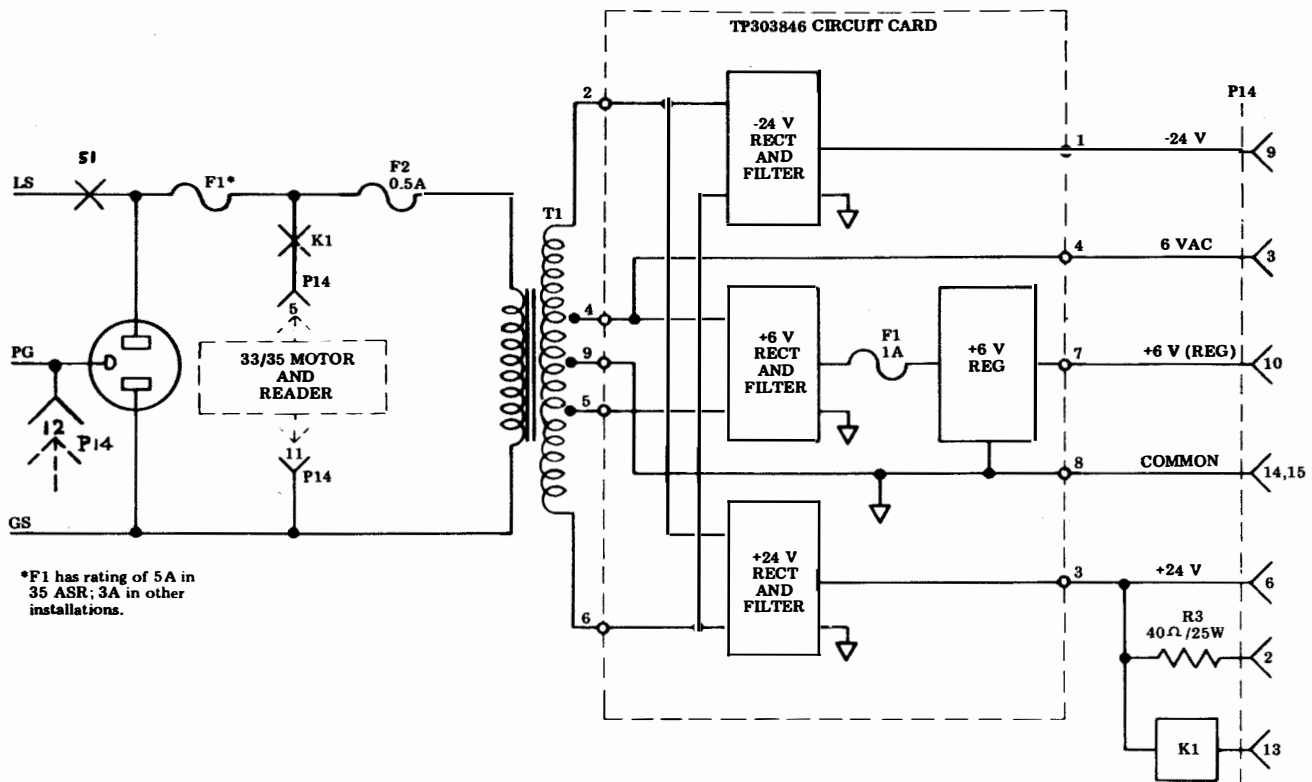 TP303846 CIRCUIT CARD
P14
2
-24 V
RECT
AND
FILTER
1
-24 V
9
S1
LS
F1*
F2
0.5A
T1
K1
P14
5
4
6 VAC
3
4
+6 V
RECT
AND
FILTER
F1
1A
+6 V
REG
7
+6 V (REG)
10
PG
33/35 MOTOR
AND
READER
9
5
12
P14
11
P14
8
COMMON
14,15
GS
+24 V
RECT
AND
FILTER
3
+24 V
6
*F1 has rating of 5A in
35 ASR; 3A in other
installations.
6
R3
40Ω/25W
2
K1
13